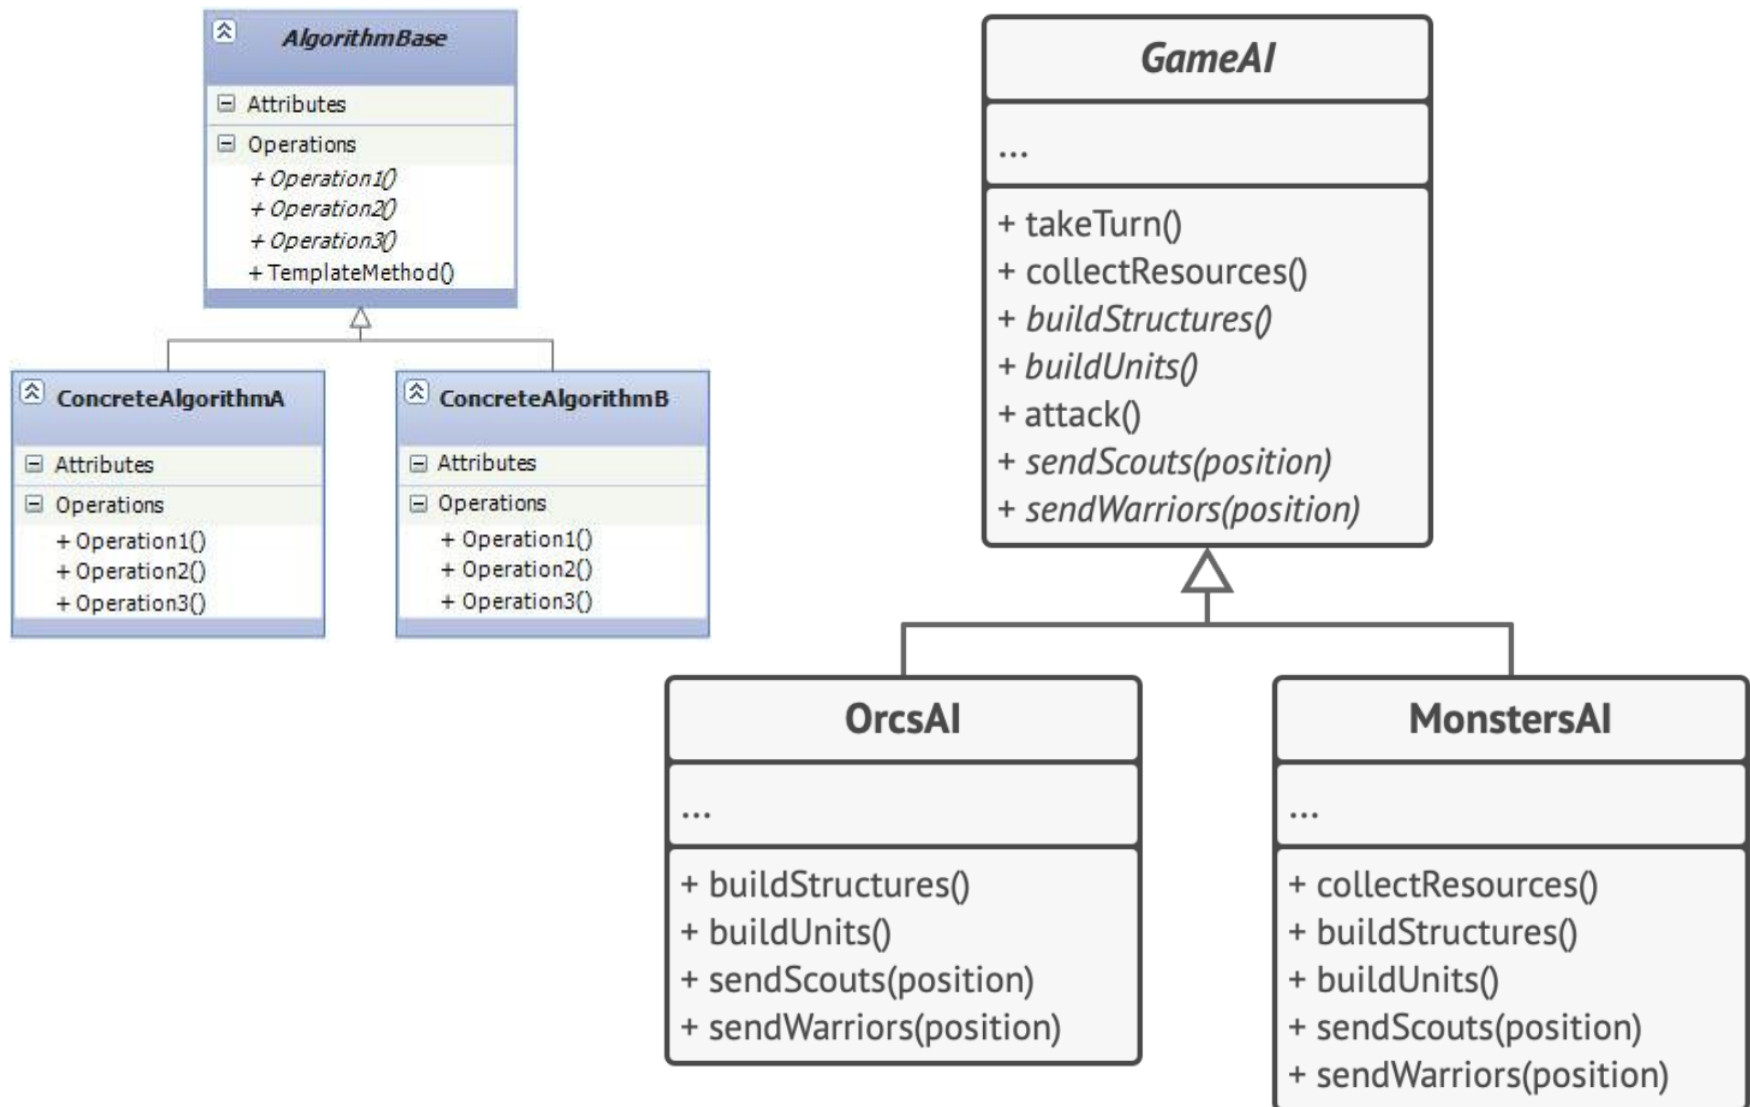 AlgorithmBase
Attributes
Operations
+ Operation1()
+ Operation2()
+ Operation3()
+ TemplateMethod()
ConcreteAlgorithmA
Attributes
Operations
+ Operation1()
+ Operation2()
+ Operation3()
ConcreteAlgorithmB
Attributes
Operations
+ Operation1()
+ Operation2()
+ Operation3()
GameAI
...
+ takeTurn()
+ collectResources()
+ buildStructures()
+ buildUnits()
+ attack()
+ sendScouts(position)
+ sendWarriors(position)
OrcsAI
...
+ buildStructures()
+ buildUnits()
+ sendScouts(position)
+ sendWarriors(position)
MonstersAI
...
+ collectResources()
+ buildStructures()
+ buildUnits()
+ sendScouts(position)
+ sendWarriors(position)